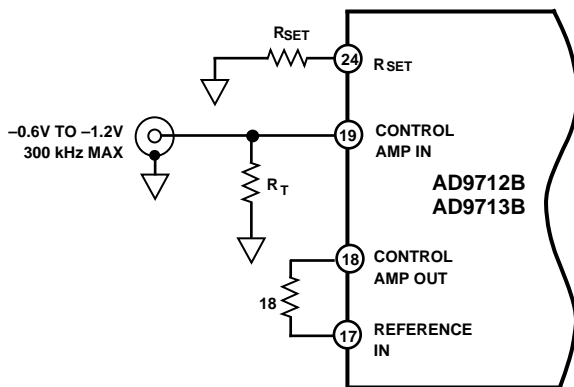 RSET
24
RSET
–0.6V TO –1.2V
300 kHz MAX
19
CONTROL
AMP IN
RT
AD9712B
AD9713B
18
CONTROL
AMP OUT
18
17
REFERENCE
IN